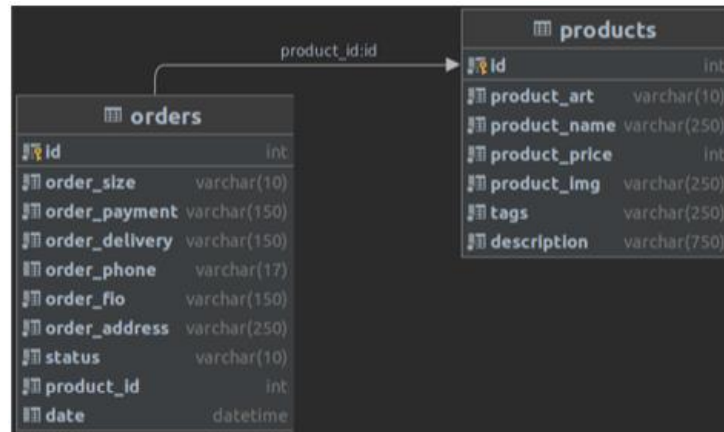 product_id:id
orders
id int
order_size varchar(10)
order_payment varchar(150)
order_delivery varchar(150)
order_phone varchar(17)
order_fio varchar(150)
order_address varchar(250)
status varchar(10)
product_id int
date datetime
products
id int
product_art varchar(10)
product_name varchar(250)
product_price int
product_img varchar(250)
tags varchar(250)
description varchar(750)